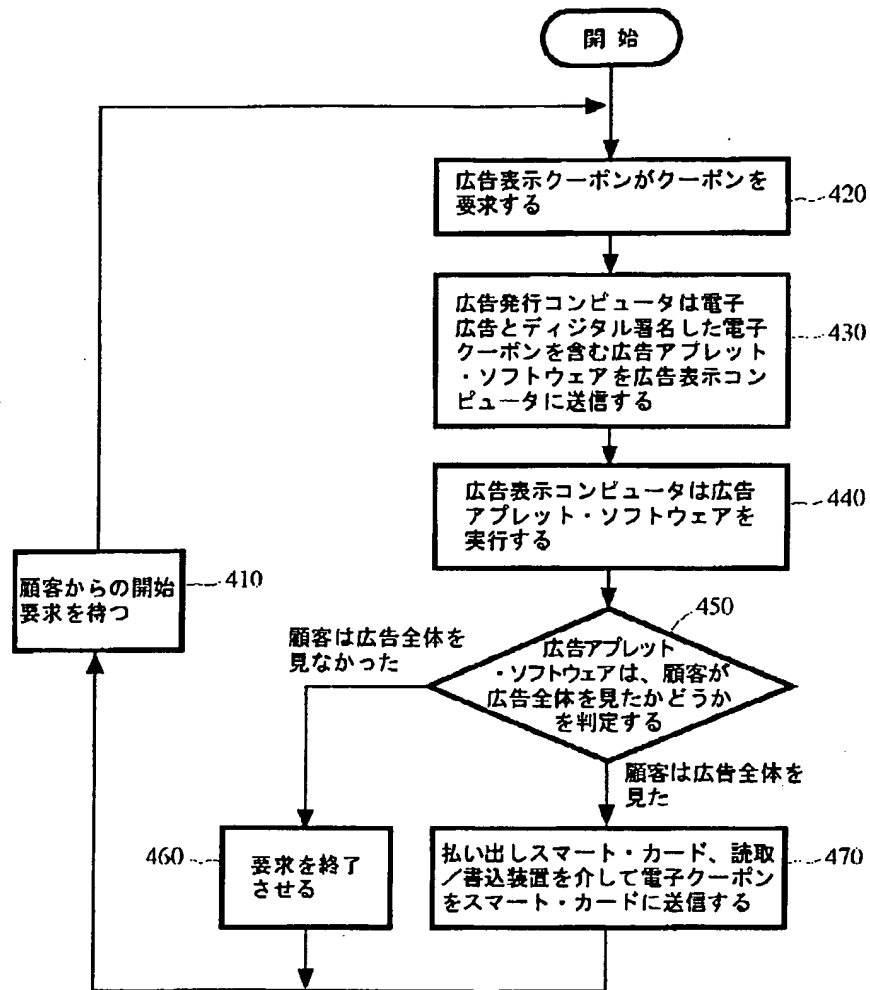 開始
広告表示クーポンがクーポンを
要求する
420
広告発行コンピュータは電子
広告とディジタル署名した電子
クーポンを含む広告アプレット
・ソフトウェアを広告表示コン
ピュータに送信する
430
広告表示コンピュータは広告
アプレット・ソフトウェアを
実行する
440
顧客からの開始
要求を待つ
410
450
広告アプレット
・ソフトウェアは、顧客が
広告全体を見たかどうか
を判定する
顧客は広告全体を
見なかった
顧客は広告全体を
見た
460
要求を終了
させる
払い出しスマート・カード、読取
／書込装置を介して電子クーポン
をスマート・カードに送信する
470